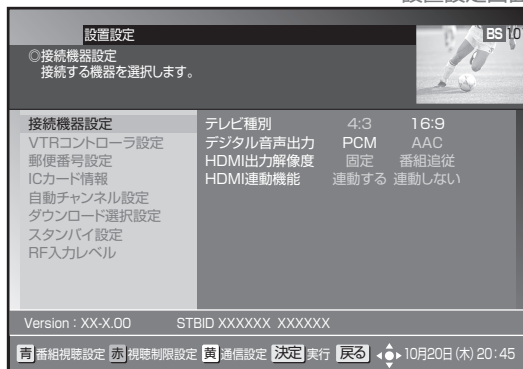 設置設定
BS 10
◎接続機器設定
接続する機器を選択します。
接続機器設定
VTRコントローラ設定
郵便番号設定
ICカード情報
自動チャンネル設定
ダウンロード選択設定
スタンバイ設定
RF入力レベル
テレビ種別 4:3 16:9
デジタル音声出力 PCM AAC
HDMI出力解像度 固定 番組追従
HDMI連動機能 連動する 連動しない
Version : XX-X.00 STBID XXXXXX XXXXXX
青 番組視聴設定 赤 視聴制限設定 黄 通信設定 決定 実行 戻る 10月20日(木) 20:45